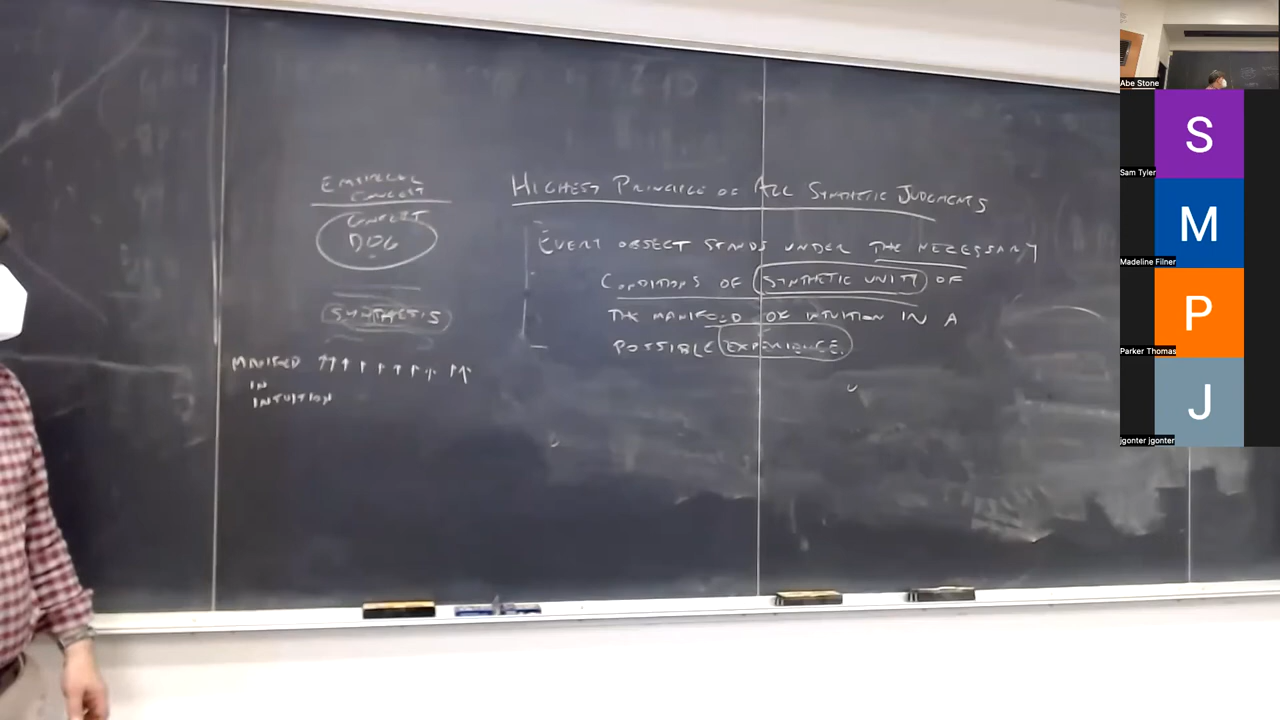 EMPIRICAL
CONCEPT
CONCEPT
DOG
SYNTHESIS
MANIFOLD
IN
INTUITION
HIGHEST PRINCIPLE OF ALL SYNTHETIC JUDGMENTS
EVERY OBJECT STANDS UNDER THE NECESSARY
CONDITIONS OF SYNTHETIC UNITY OF
THE MANIFOLD OF INTUITION IN A
POSSIBLE EXPERIENCE.
Abe Stone
S
Sam Tyler
M
Madeline Filner
P
Parker Thomas
J
jgonter jgonter